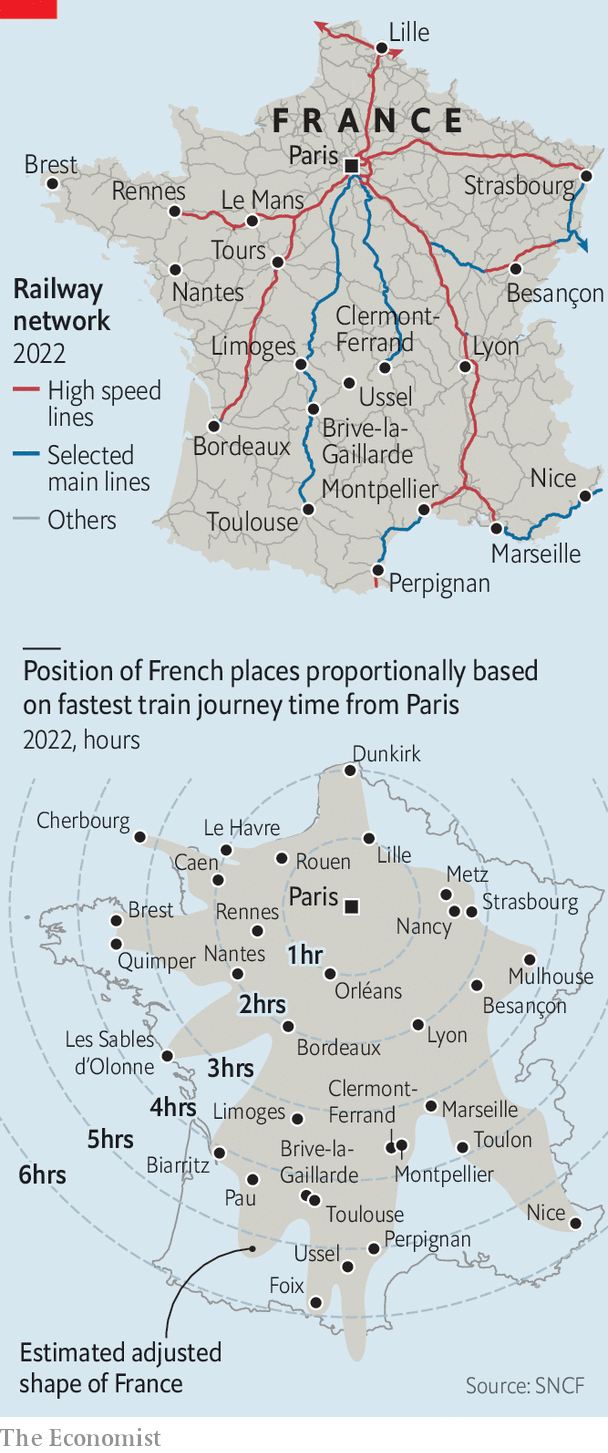 Lille
FRANCE
Paris
Brest
Strasbourg
Rennes
Le Mans
Tours
Nantes
Besançon
Railway
network
2022
High speed
lines
Selected
main lines
Others
Clermont-
Ferrand
Limoges
Lyon
Ussel
Brive-la-
Gaillarde
Bordeaux
Montpellier
Nice
Toulouse
Marseille
Perpignan
Position of French places proportionally based
on fastest train journey time from Paris
2022, hours
Dunkirk
Cherbourg
Le Havre
Caen
Rouen
Lille
Metz
Paris
Strasbourg
Brest
Rennes
Nancy
Quimper
Nantes
1hr
Mulhouse
Orléans
Besançon
2hrs
Les Sables
d’Olonne
Bordeaux
Lyon
3hrs
Clermont-
Ferrand
4hrs
Limoges
Marseille
5hrs
Brive-la-
Gaillarde
Toulon
Biarritz
Montpellier
6hrs
Pau
Toulouse
Nice
Ussel
Perpignan
Foix
Estimated adjusted
shape of France
Source: SNCF
The Economist